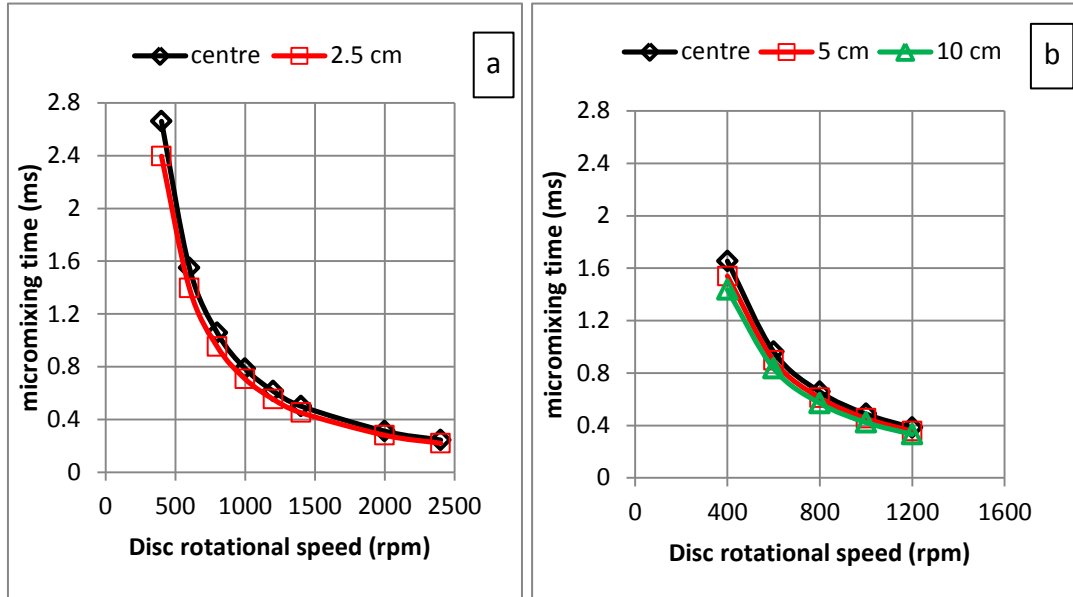 centre 2.5 cm
a
2.8
2.4
2
1.6
1.2
0.8
0.4
0
micromixing time (ms)
0 500 1000 1500 2000 2500
Disc rotational speed (rpm)
centre 5 cm 10 cm
b
2.8
2.4
2
1.6
1.2
0.8
0.4
0
micromixing time (ms)
0 400 800 1200 1600
Disc rotational speed (rpm)